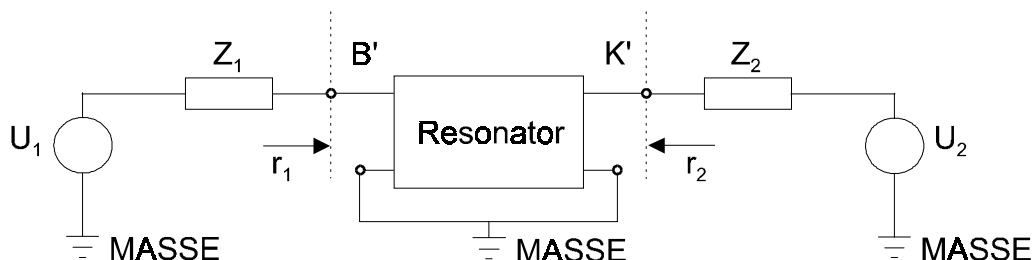 Z1 B' K' Z2
U1 Resonator U2
r1 r2
MASSE MASSE MASSE